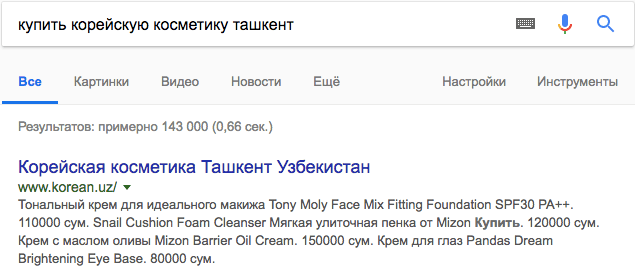 купить корейскую косметику ташкент
Все Картинки Видео Новости Ещё Настройки Инструменты
Результатов: примерно 143 000 (0,66 сек.)
Корейская косметика Ташкент Узбекистан
www.korean.uz/
Тональный крем для идеального макижа Tony Moly Face Mix Fitting Foundation SPF30 PA++.
110000 сум. Snail Cushion Foam Cleanser Мягкая улиточная пенка от Mizon Купить. 120000 сум.
Крем с маслом оливы Mizon Barrier Oil Cream. 150000 сум. Крем для глаз Pandas Dream
Brightening Eye Base. 80000 сум.